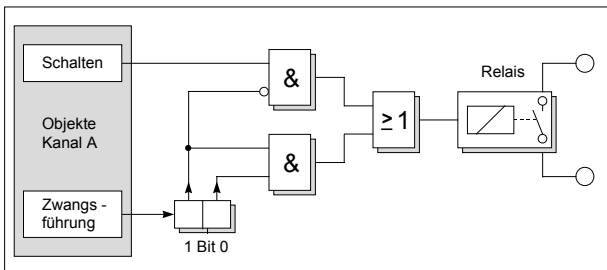 Schalten
Objekte
Kanal A
Zwangs -
führung
1 Bit 0
&
&
≥ 1
Relais